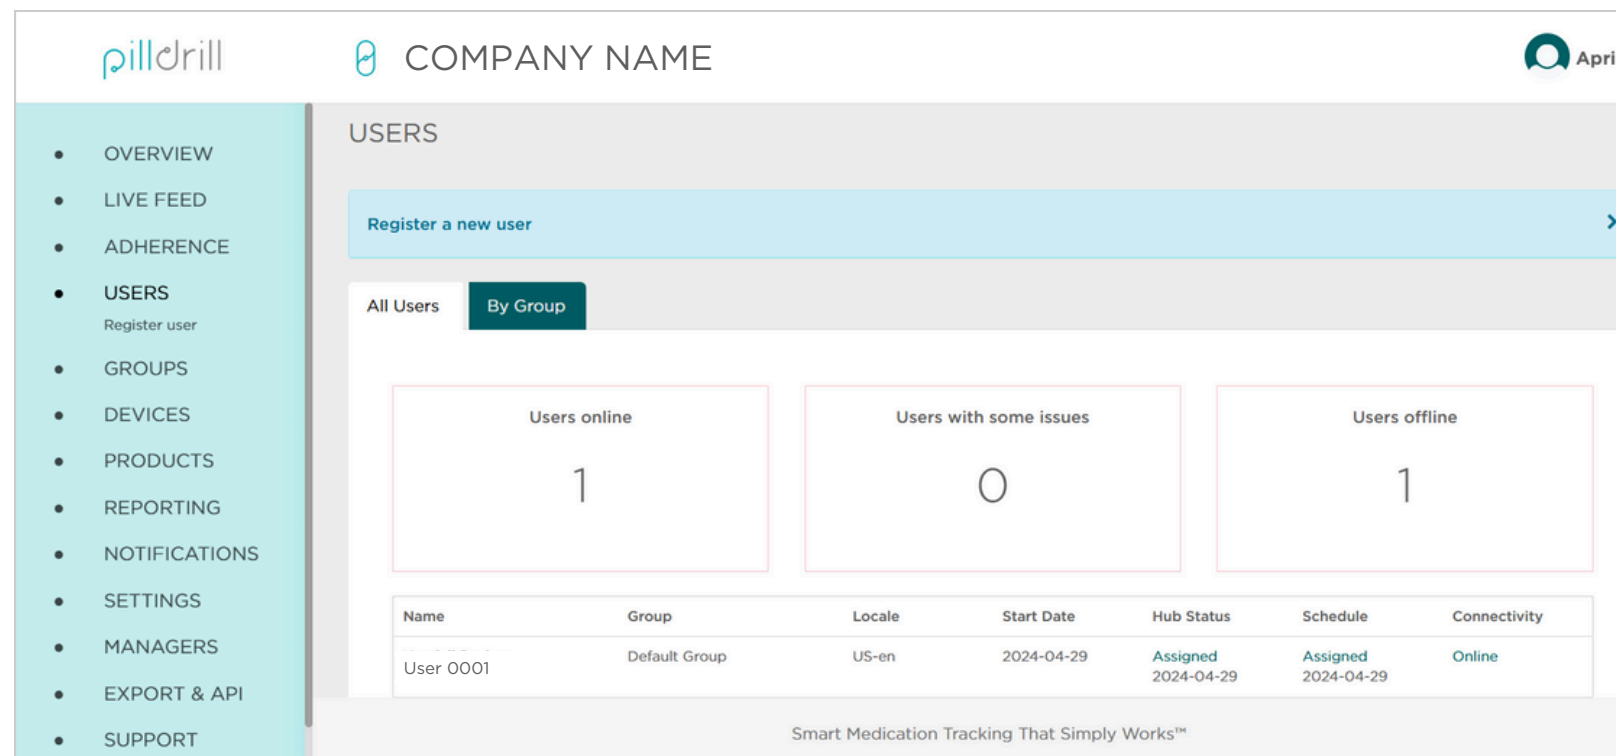 pilldrill
COMPANY NAME
Apri
OVERVIEW
LIVE FEED
ADHERENCE
USERS
Register user
GROUPS
DEVICES
PRODUCTS
REPORTING
NOTIFICATIONS
SETTINGS
MANAGERS
EXPORT & API
SUPPORT
USERS
Register a new user
All Users By Group
Users online Users with some issues Users offline
1 0 1
Name Group Locale Start Date Hub Status Schedule Connectivity
User 0001 Default Group US-en 2024-04-29 Assigned Assigned Online
2024-04-29 2024-04-29
Smart Medication Tracking That Simply Works™